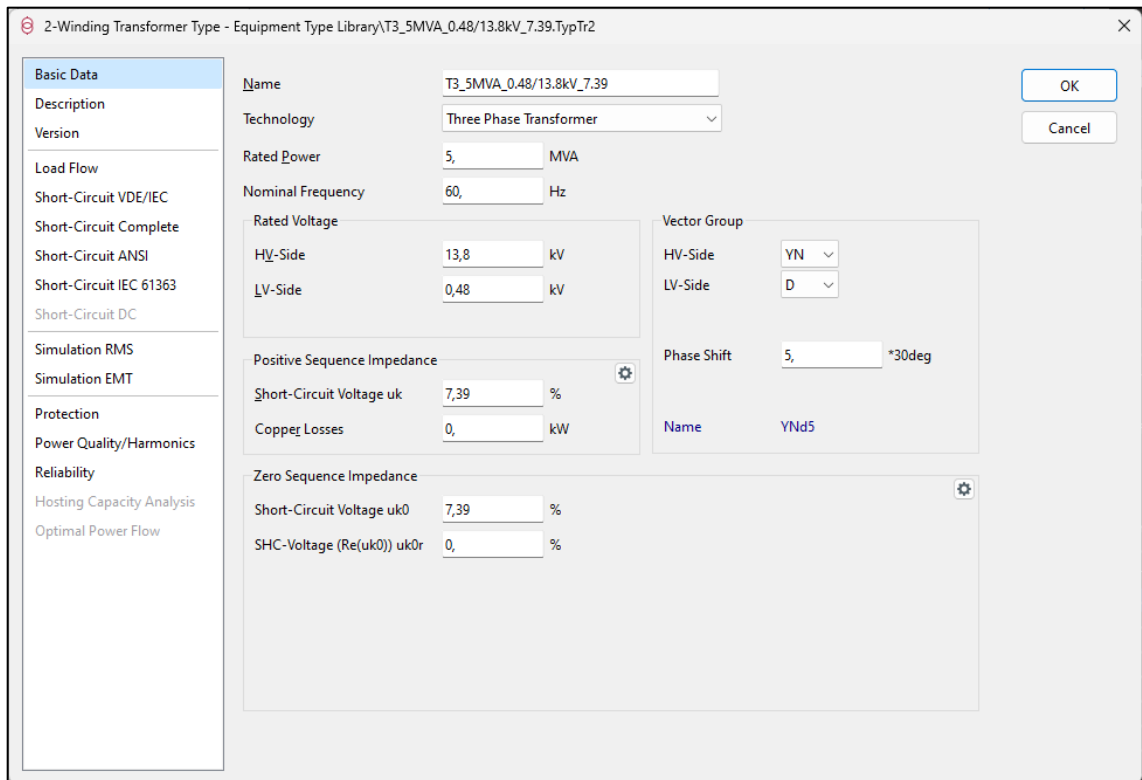 2-Winding Transformer Type - Equipment Type Library\T3_5MVA_0.48/13.8kV_7.39.TypTr2
Basic Data
Description
Version
Load Flow
Short-Circuit VDE/IEC
Short-Circuit Complete
Short-Circuit ANSI
Short-Circuit IEC 61363
Short-Circuit DC
Simulation RMS
Simulation EMT
Protection
Power Quality/Harmonics
Reliability
Hosting Capacity Analysis
Optimal Power Flow
Name T3_5MVA_0.48/13.8kV_7.39
Technology Three Phase Transformer
Rated Power 5, MVA
Nominal Frequency 60, Hz
Rated Voltage
HV-Side 13,8 kV
LV-Side 0,48 kV
Vector Group
HV-Side YN
LV-Side D
Phase Shift 5, *30deg
Name YNd5
Positive Sequence Impedance
Short-Circuit Voltage uk 7,39 %
Copper Losses 0, kW
Zero Sequence Impedance
Short-Circuit Voltage uk0 7,39 %
SHC-Voltage (Re(uk0)) uk0r 0, %
OK
Cancel